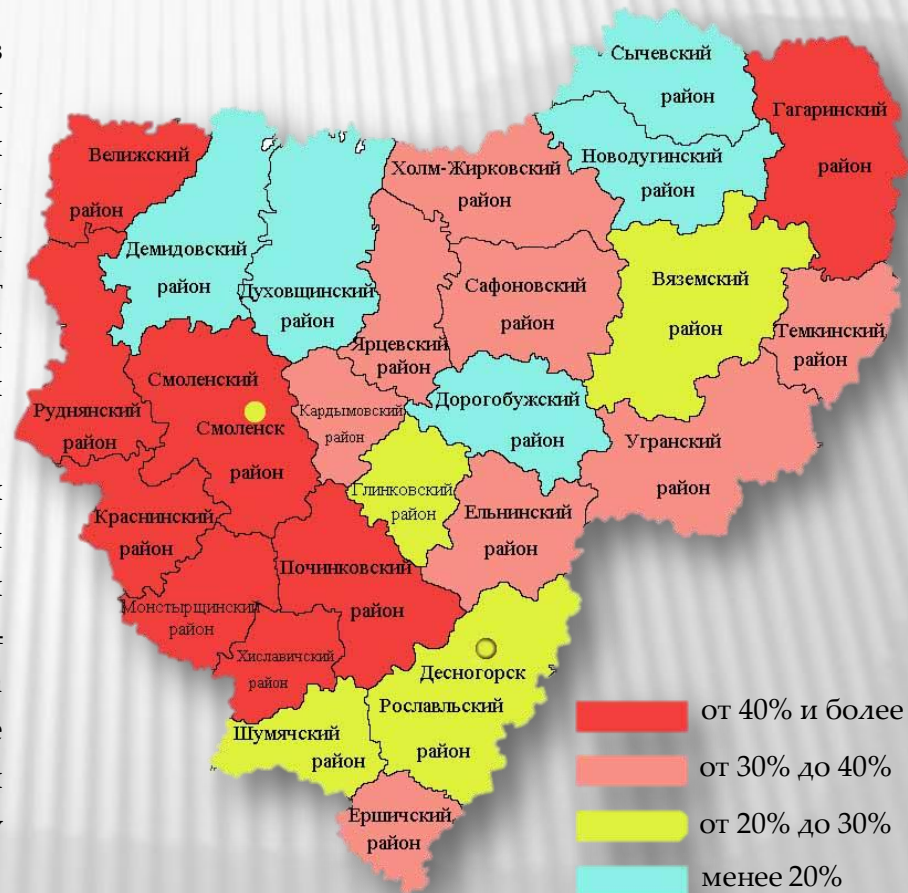 Сычевский
район
Гагаринский
район
Велижский
район
Новодугинский
район
Холм-Жирковский
район
Демидовский
район
Духовщинский
район
Сафоновский
район
Вяземский
район
Темкинский
район
Ярцевский
район
Смоленский
Смоленск
район
Руднянский
район
Кардымовский
район
Дорогобужский
район
Угранский
район
Глинковский
район
Ельнинский
район
Краснинский
район
Починковский
район
Монстырщинский
район
Хиславичский
район
Десногорск
Рославльский
район
Шумячский
район
Ершичский
район
от 40% и более
от 30% до 40%
от 20% до 30%
менее 20%